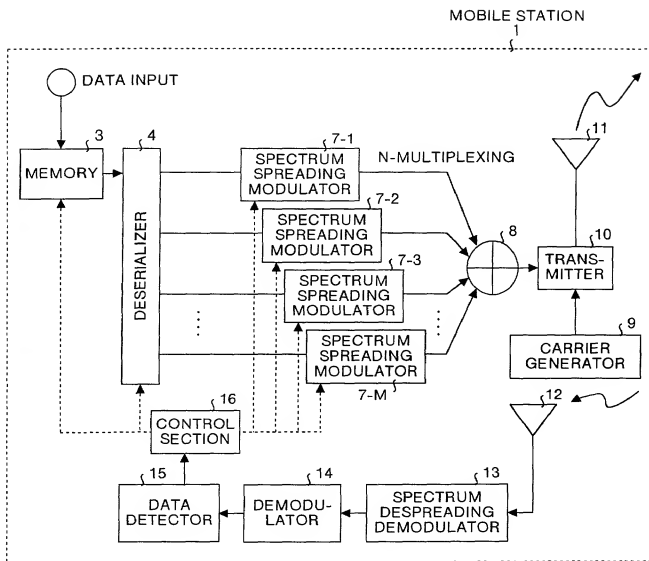 MOBILE STATION
1
DATA INPUT
3
MEMORY
4
DESERIALIZER
7-1
SPECTRUM
SPREADING
MODULATOR
N-MULTIPLEXING
7-2
SPECTRUM
SPREADING
MODULATOR
7-3
SPECTRUM
SPREADING
MODULATOR
SPECTRUM
SPREADING
MODULATOR
7-M
8
11
10
TRANS-
MITTER
9
CARRIER
GENERATOR
12
16
CONTROL
SECTION
15
DATA
DETECTOR
14
DEMODU-
LATOR
13
SPECTRUM
DESPREADING
DEMODULATOR